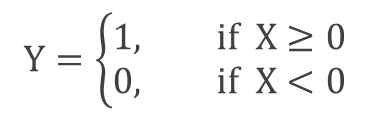 Y = {1, if X ≥ 0
0, if X < 0